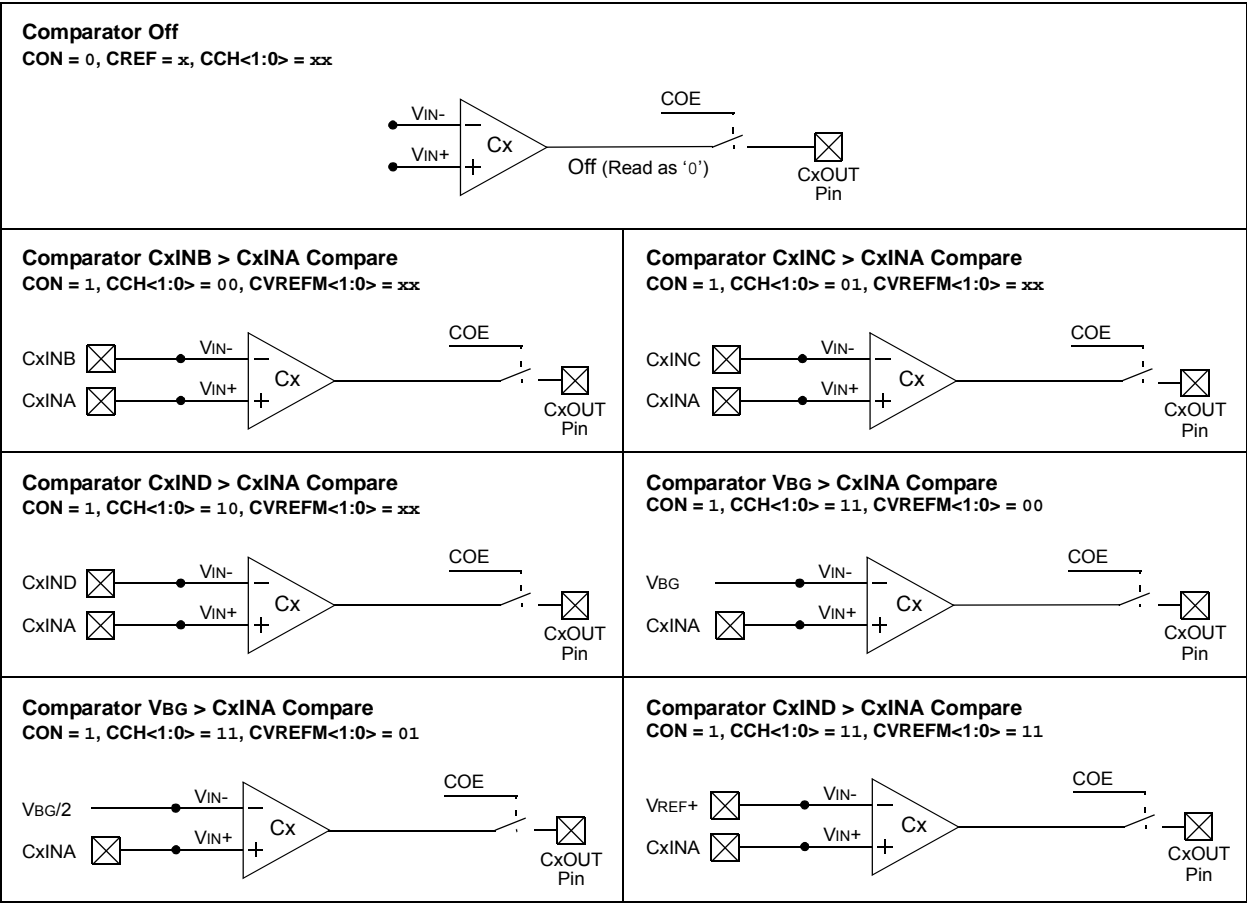 Comparator Off
CON = 0, CREF = x, CCH<1:0> = xx
COE
VIN-
–
Cx
VIN+
+
Off (Read as ‘0’)
CxOUT
Pin
Comparator CxINB > CxINA Compare
CON = 1, CCH<1:0> = 00, CVREFM<1:0> = xx
COE
CxINB
VIN-
–
Cx
CxINA
VIN+
+
CxOUT
Pin
Comparator CxINC > CxINA Compare
CON = 1, CCH<1:0> = 01, CVREFM<1:0> = xx
COE
CxINC
VIN-
–
Cx
CxINA
VIN+
+
CxOUT
Pin
Comparator CxIND > CxINA Compare
CON = 1, CCH<1:0> = 10, CVREFM<1:0> = xx
COE
CxIND
VIN-
–
Cx
CxINA
VIN+
+
CxOUT
Pin
Comparator VBG > CxINA Compare
CON = 1, CCH<1:0> = 11, CVREFM<1:0> = 00
COE
VBG
VIN-
–
Cx
CxINA
VIN+
+
CxOUT
Pin
Comparator VBG > CxINA Compare
CON = 1, CCH<1:0> = 11, CVREFM<1:0> = 01
COE
VBG/2
VIN-
–
Cx
CxINA
VIN+
+
CxOUT
Pin
Comparator CxIND > CxINA Compare
CON = 1, CCH<1:0> = 11, CVREFM<1:0> = 11
COE
VREF+
VIN-
–
Cx
CxINA
VIN+
+
CxOUT
Pin